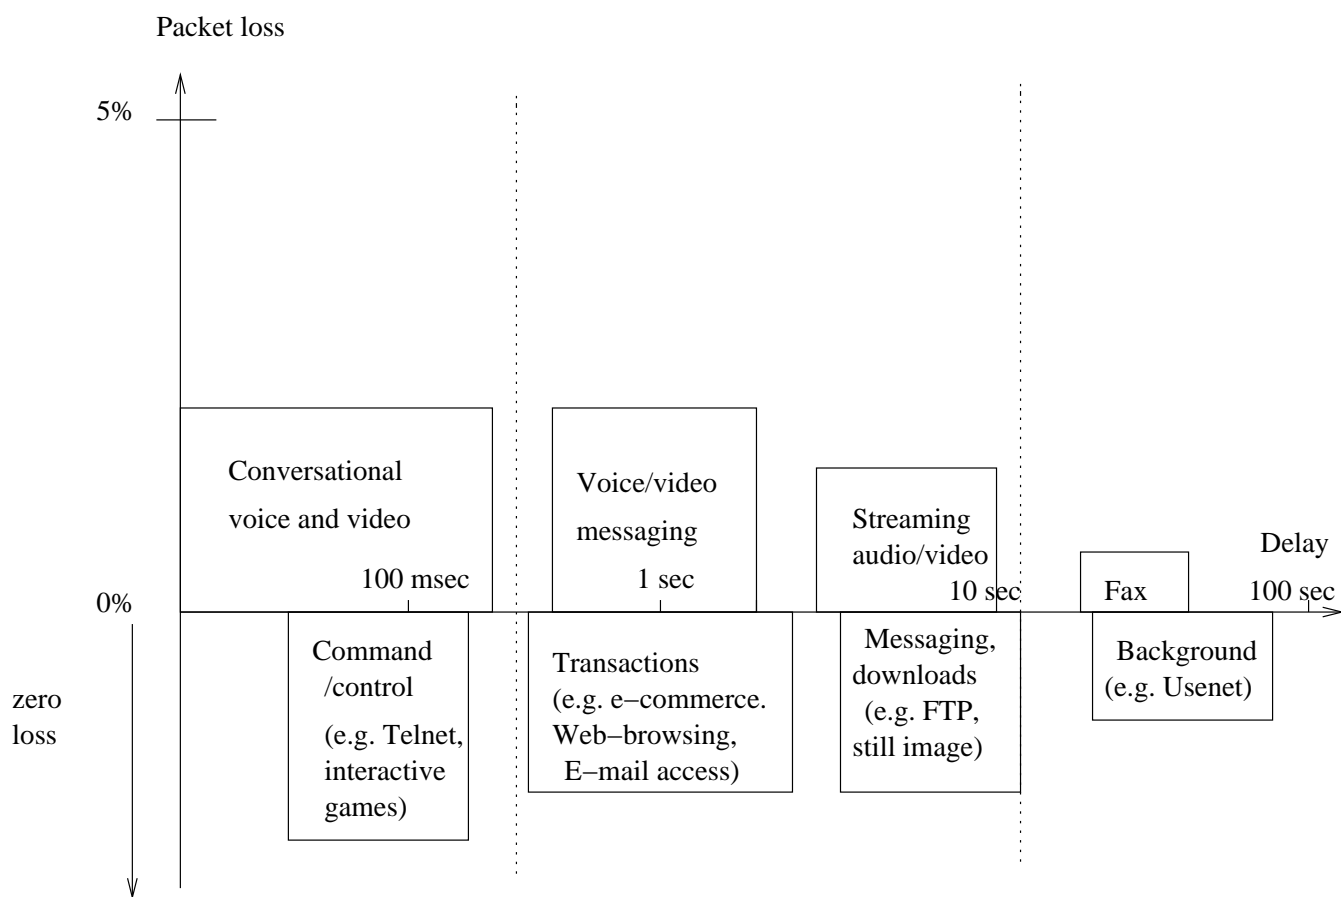 Packet loss
5%
Conversational
voice and video
100 msec
Voice/video
messaging
1 sec
Streaming
audio/video
10 sec
Fax
Delay
100 sec
0%
zero
loss
Command
/control
(e.g. Telnet,
interactive
games)
Transactions
(e.g. e−commerce.
Web−browsing,
E−mail access)
Messaging,
downloads
(e.g. FTP,
still image)
Background
(e.g. Usenet)